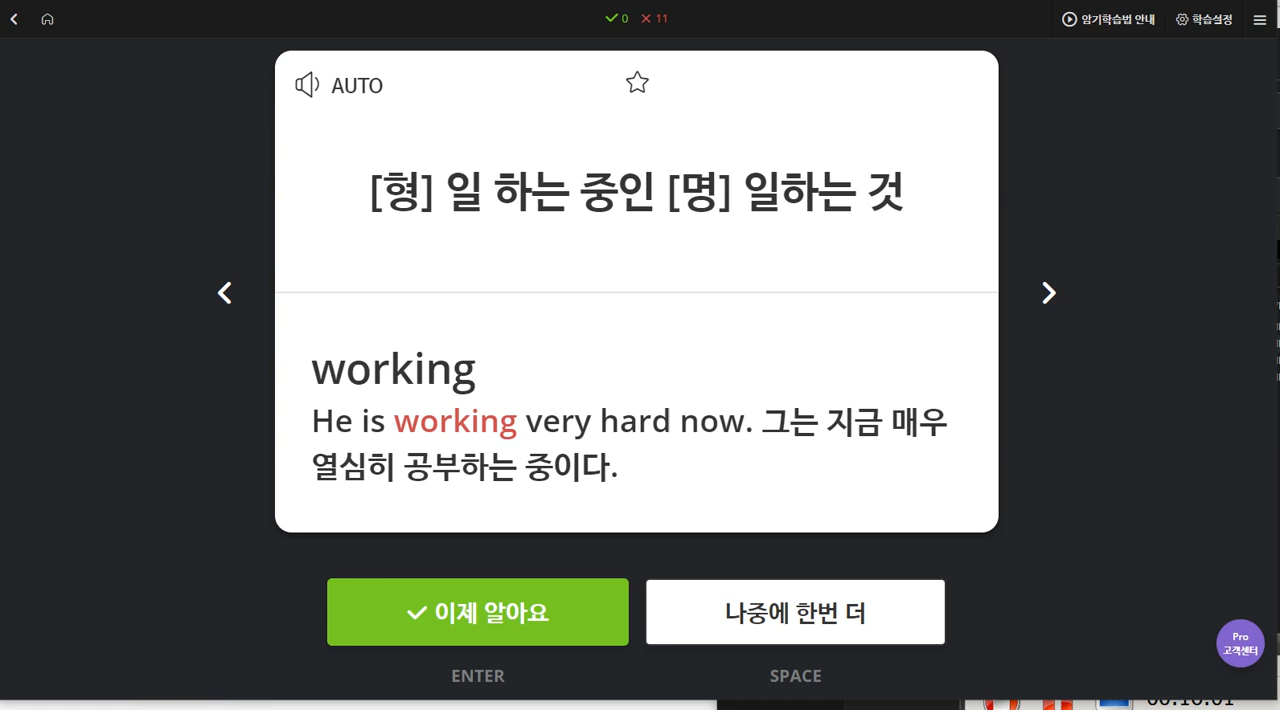 0 11 암기학습법 안내 학습설정
AUTO
[형] 일 하는 중인 [명] 일하는 것
working
He is working very hard now. 그는 지금 매우
열심히 공부하는 중이다.
이제 알아요 나중에 한번 더
Pro
고객센터
ENTER SPACE